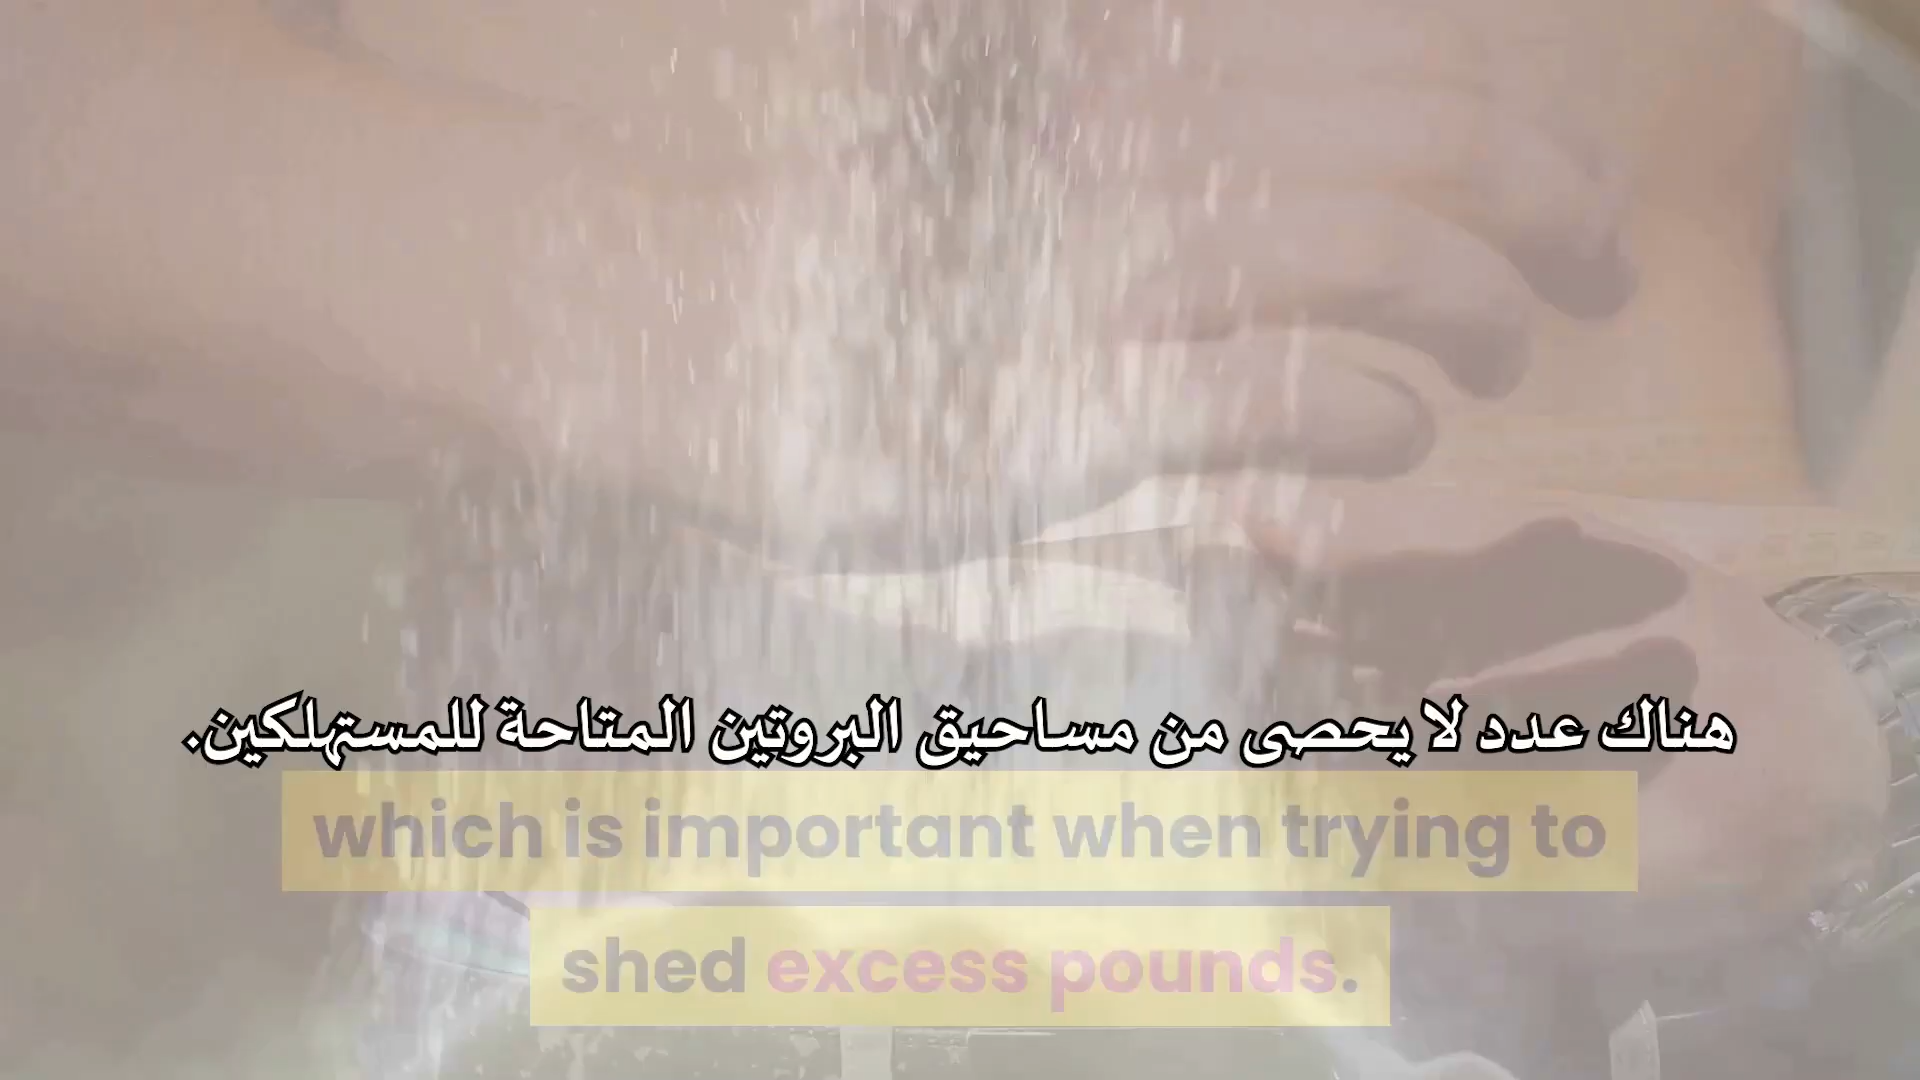 هناك عدد لا يحصى من مساحيق البروتين المتاحة للمستهلكين.
which is important when trying to
shed excess pounds.